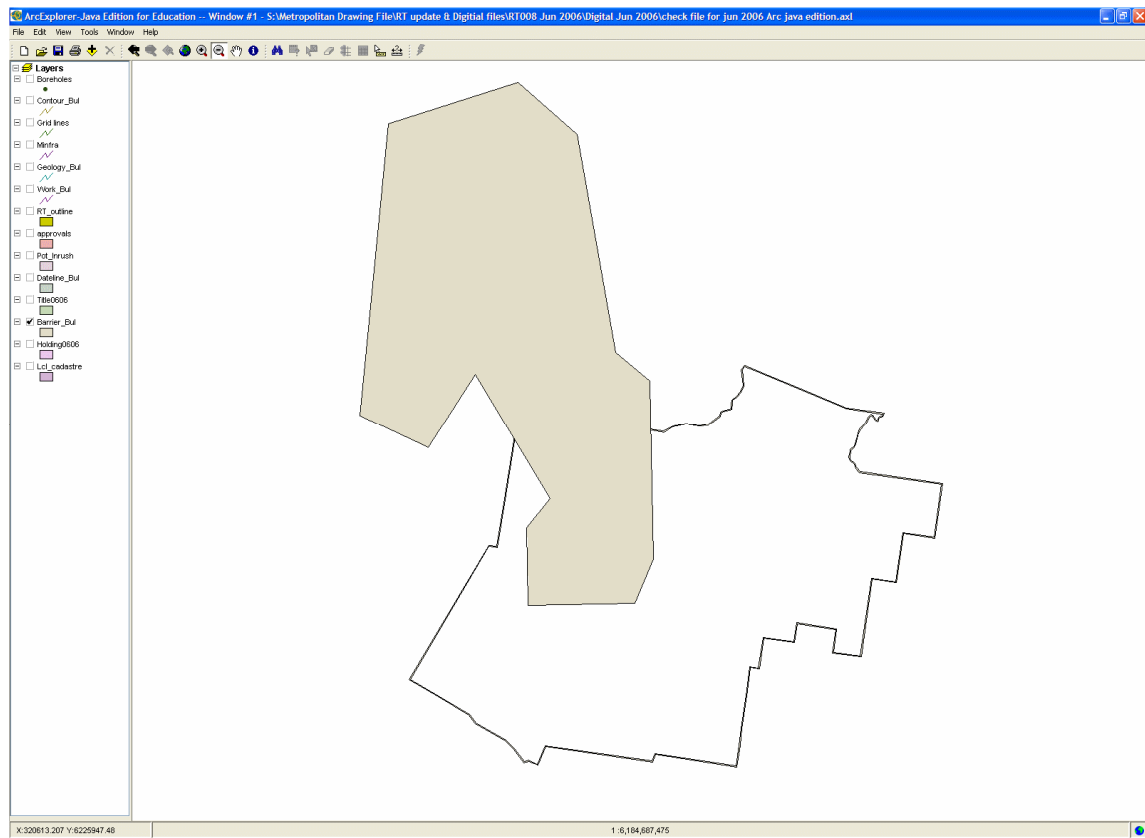 ArcExplorer-Java Edition for Education -- Window #1 - S:\Metropolitan Drawing File\RT update & Digitial files\RT008 Jun 2006\Digital Jun 2006\check file for jun 2006 Arc java edition.axl
File Edit View Tools Window Help
Layers
Boreholes
Contour_Bul
Grid lines
Minfra
Geology_Bul
Work_Bul
RT_outline
approvals
Pot_Inrush
Dateline_Bul
Title0606
Barrier_Bul
Holding0606
Lcl_cadastre
X:320613.207 Y:6225947.48
1 :6,184,687,475